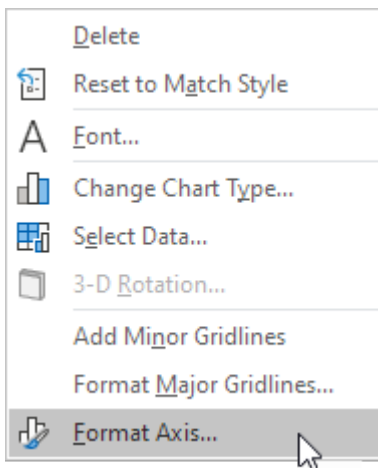 Delete
Reset to Match Style
Font...
Change Chart Type...
Select Data...
3-D Rotation...
Add Minor Gridlines
Format Major Gridlines...
Format Axis...